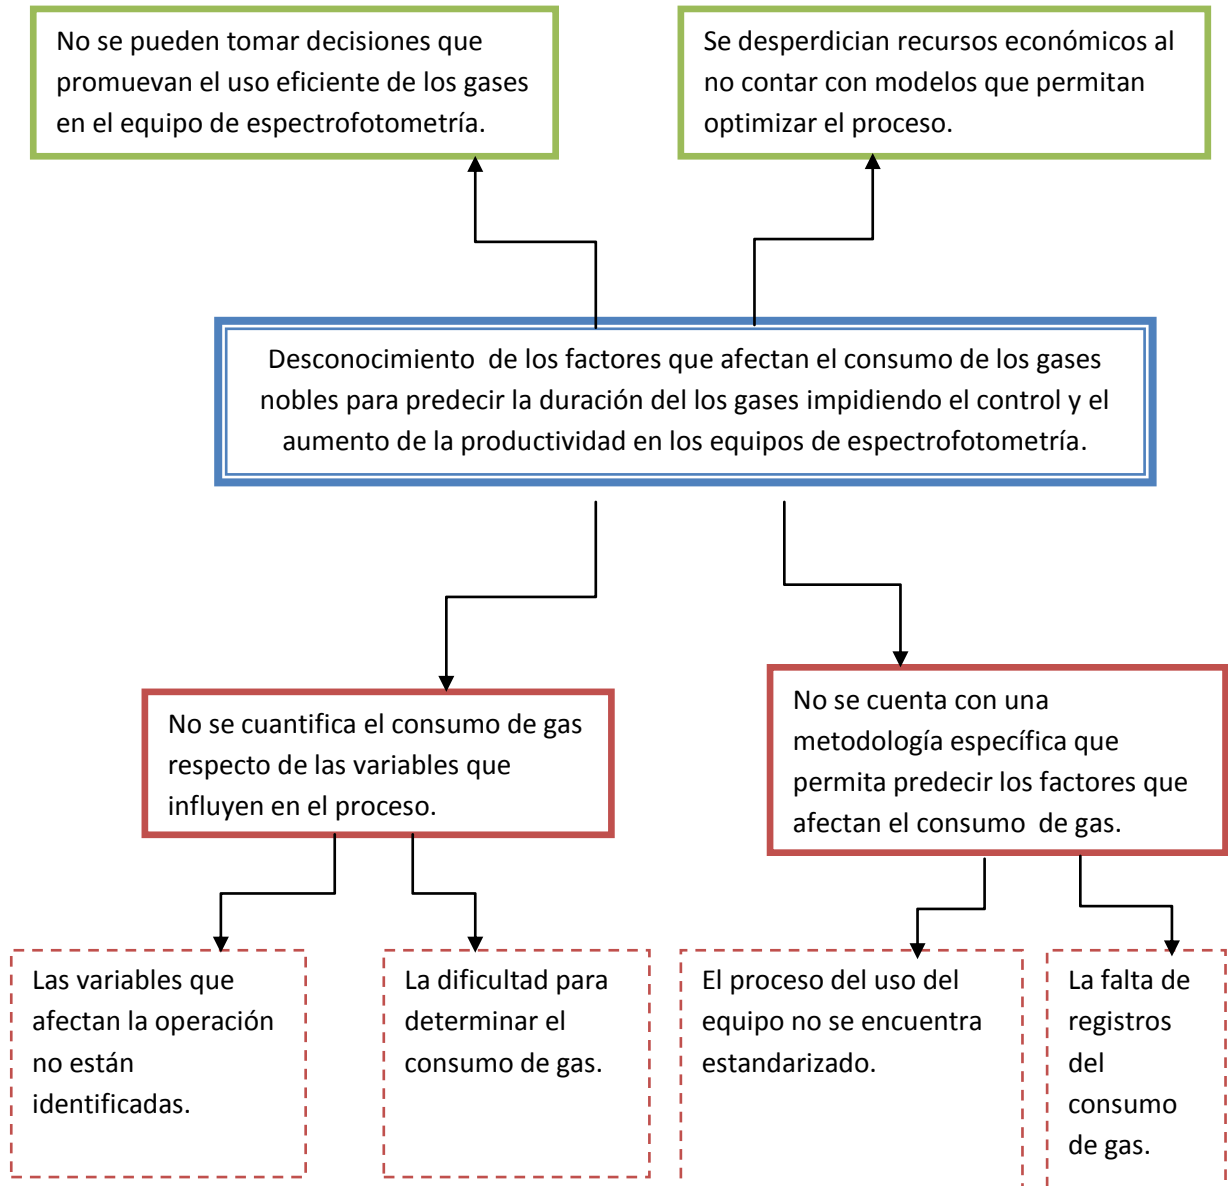 No se pueden tomar decisiones que
promuevan el uso eficiente de los gases
en el equipo de espectrofotometría.
Se desperdician recursos económicos al
no contar con modelos que permitan
optimizar el proceso.
Desconocimiento de los factores que afectan el consumo de los gases
nobles para predecir la duración del los gases impidiendo el control y el
aumento de la productividad en los equipos de espectrofotometría.
No se cuantifica el consumo de gas
respecto de las variables que
influyen en el proceso.
No se cuenta con una
metodología específica que
permita predecir los factores que
afectan el consumo de gas.
Las variables que
afectan la operación
no están
identificadas.
La dificultad para
determinar el
consumo de gas.
El proceso del uso del
equipo no se encuentra
estandarizado.
La falta de
registros
del
consumo
de gas.